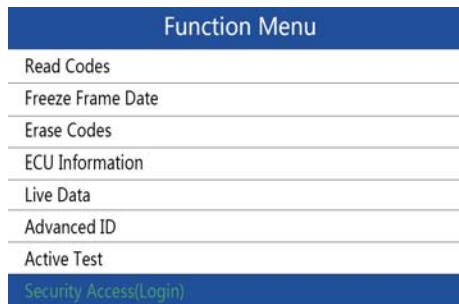 Function Menu
Read Codes
Freeze Frame Date
Erase Codes
ECU Information
Live Data
Advanced ID
Active Test
Security Access(Login)